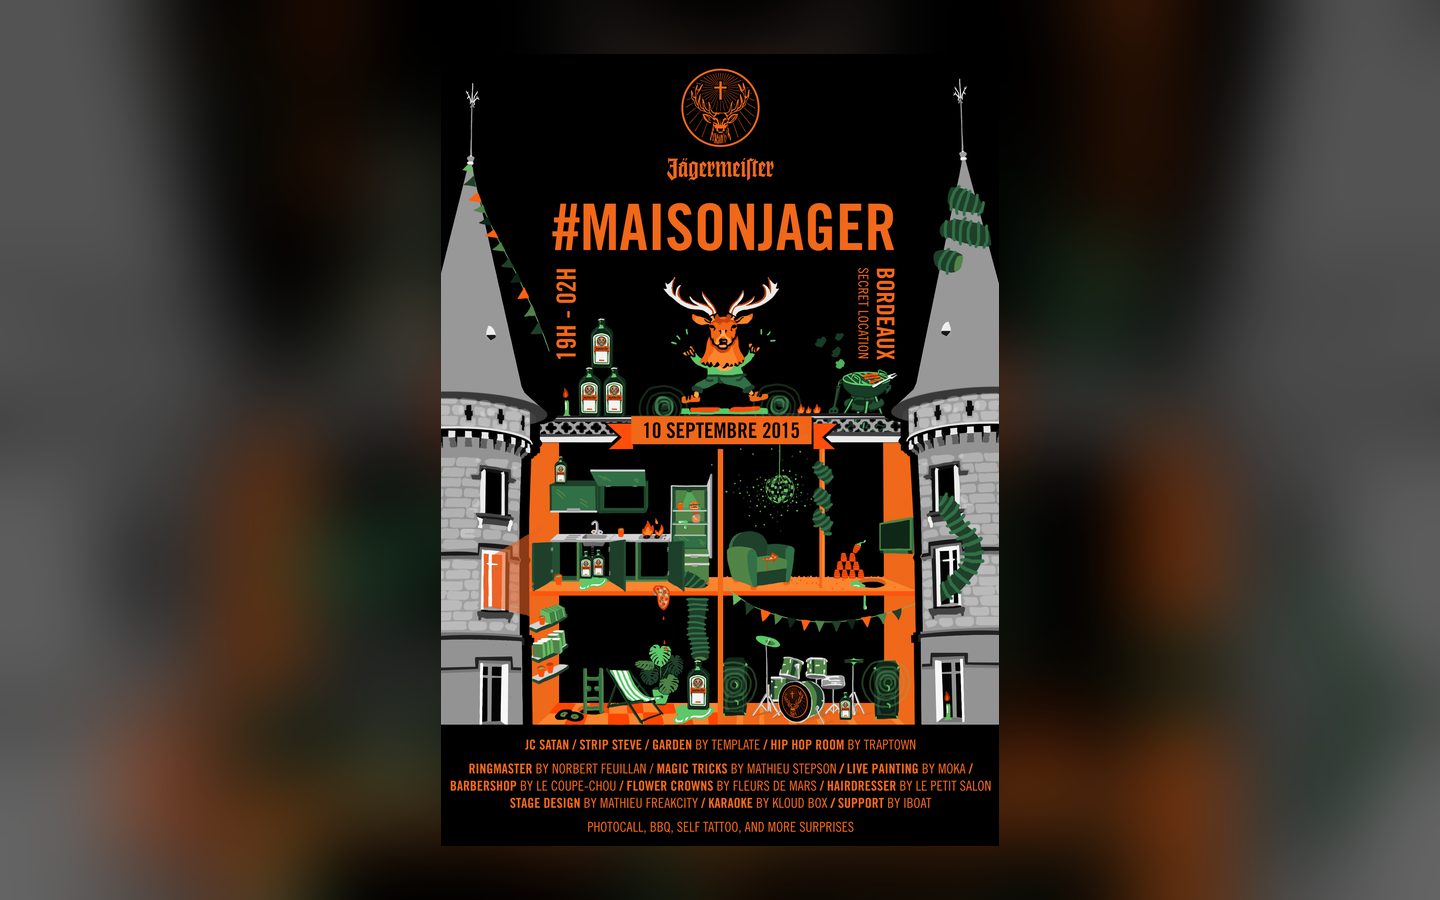 Jägermeister
#MAISONJAGER
19H - 02H
BORDEAUX
SECRET LOCATION
10 SEPTEMBRE 2015
JC SATAN / STRIP STEVE / GARDEN BY TEMPLATE / HIP HOP ROOM BY TRAPTOWN
RINGMASTER BY NORBERT FEUILLAN / MAGIC TRICKS BY MATHIEU STEPSON / LIVE PAINTING BY MOKA /
BARBERSHOP BY LE COUPE-CHOU / FLOWER CROWNS BY FLEURS DE MARS / HAIRDRESSER BY LE PETIT SALON
STAGE DESIGN BY MATHIEU FREAKCITY / KARAOKE BY KLOUD BOX / SUPPORT BY IBOAT
PHOTOCALL, BBQ, SELF TATTOO, AND MORE SURPRISES